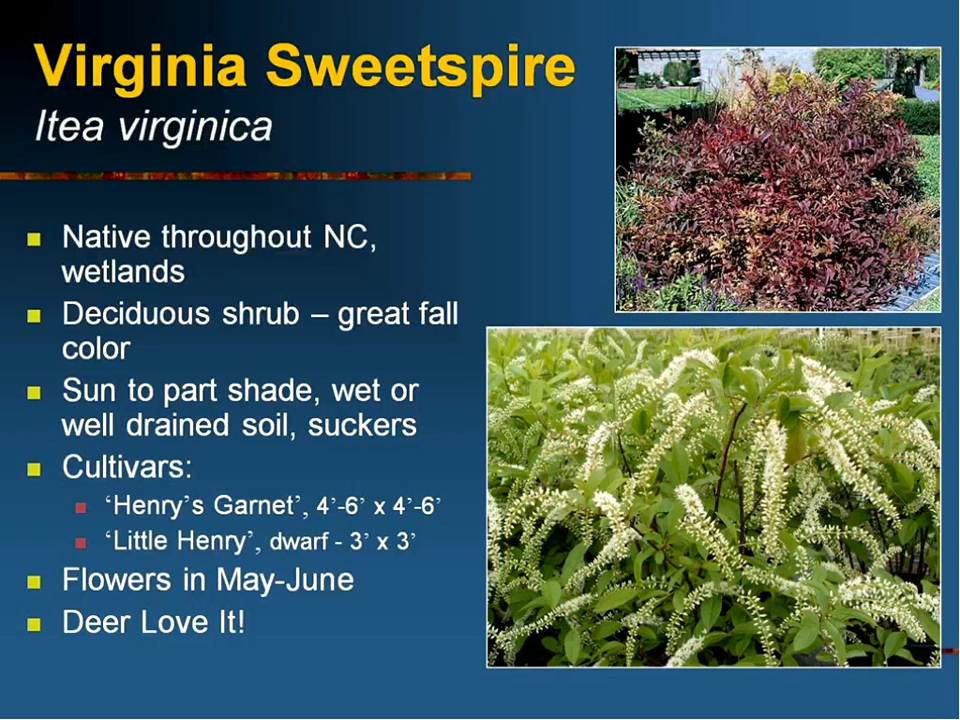 Virginia Sweetspire
Itea virginica
Native throughout NC,
wetlands
Deciduous shrub – great fall
color
Sun to part shade, wet or
well drained soil, suckers
Cultivars:
‘Henry’s Garnet’, 4’-6’ x 4’-6’
‘Little Henry’, dwarf - 3’ x 3’
Flowers in May-June
Deer Love It!